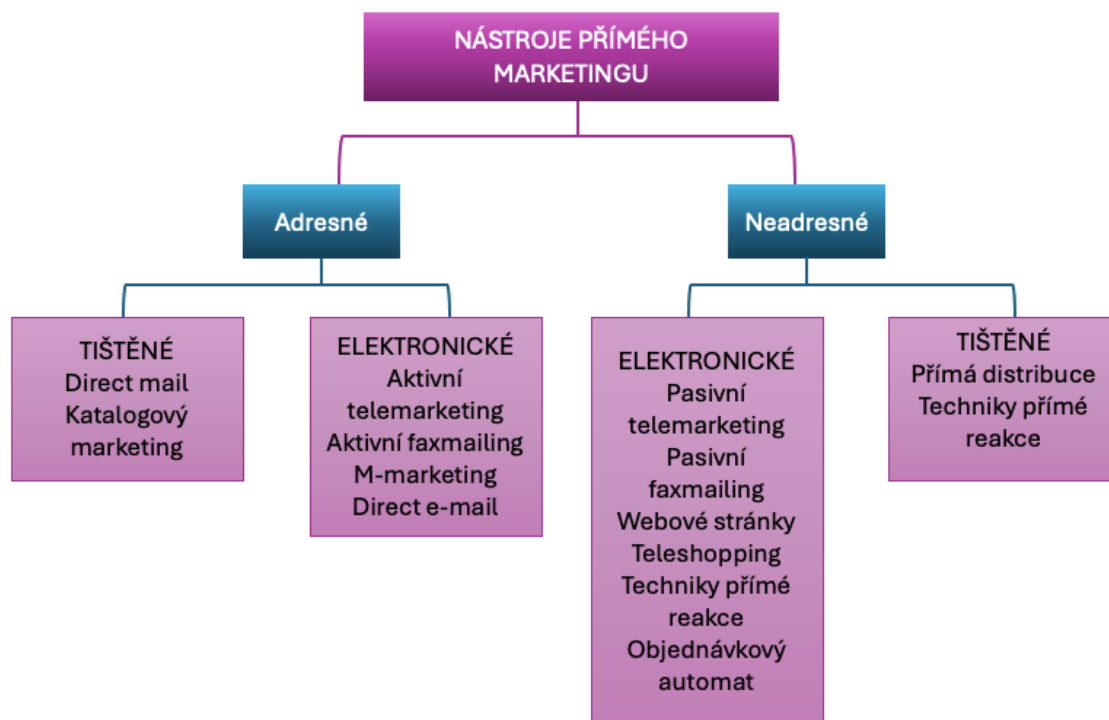 NÁSTROJE PŘÍMÉHO
MARKETINGU
Adresné
Neadresné
TIŠTĚNÉ
Direct mail
Katalogový
marketing
ELEKTRONICKÉ
Aktivní
telemarketing
Aktivní faxmailing
M-marketing
Direct e-mail
ELEKTRONICKÉ
Pasivní
telemarketing
Pasivní
faxmailing
Webové stránky
Teleshopping
Techniky přímé
reakce
Objednávkový
automat
TIŠTĚNÉ
Přímá distribuce
Techniky přímé
reakce